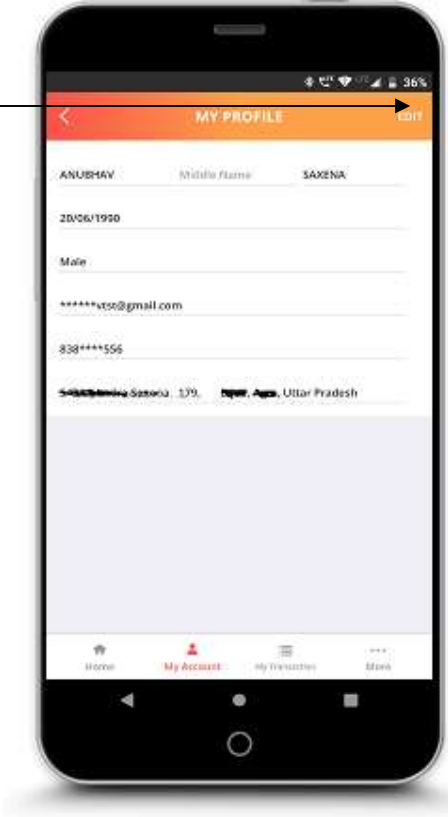 36%
MY PROFILE EDIT
ANUBHAV Middle Name SAXENA
20/06/1990
Male
******vtst@gmail.com
838****556
Saxena, 179, Uttar Pradesh
Home My Account My Transaction More